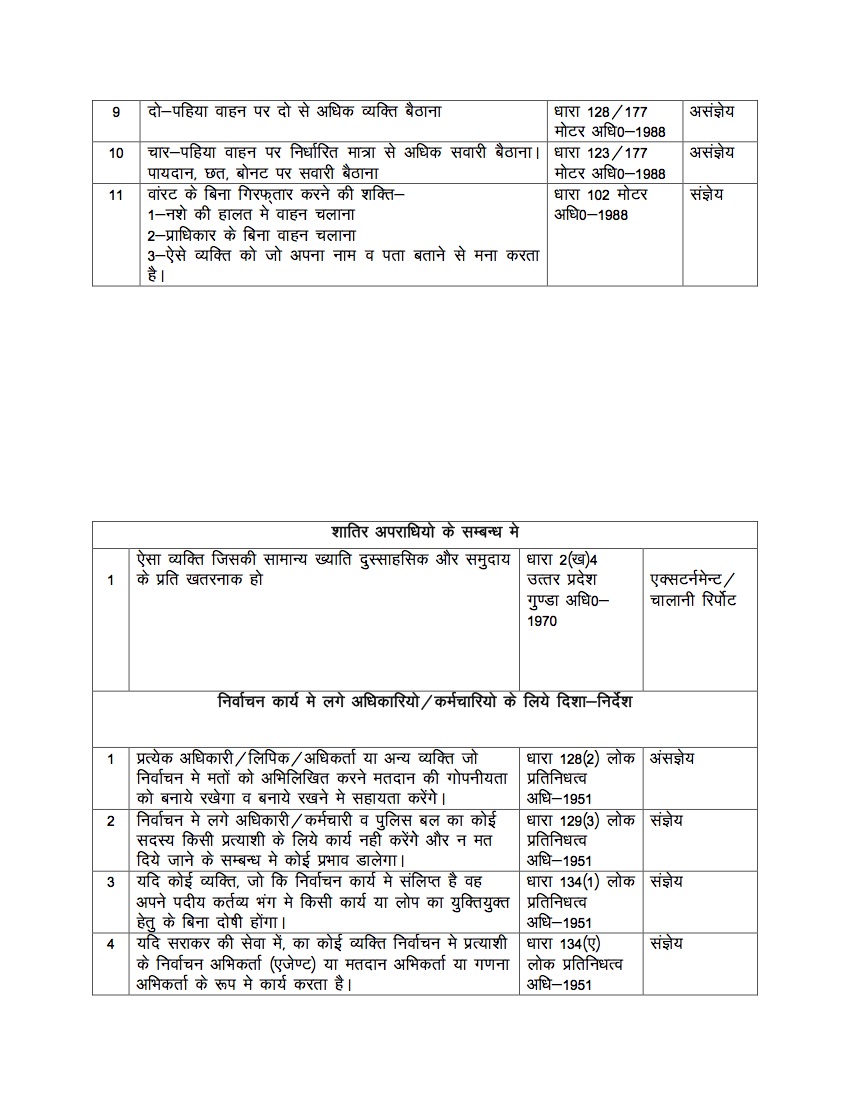 9 दो–पहिया वाहन पर दो से अधिक व्यक्ति बैठाना धारा 128/177 असंज्ञेय
मोटर अधि0–1988
10 चार–पहिया वाहन पर निर्धारित मात्रा से अधिक सवारी बैठाना। धारा 123/177 असंज्ञेय
पायदान, छत, बोनट पर सवारी बैठाना मोटर अधि0–1988
11 वांरट के बिना गिरफ्तार करने की शक्ति– धारा 102 मोटर संज्ञेय
1–नशे की हालत मे वाहन चलाना अधि0–1988
2–प्राधिकार के बिना वाहन चलाना
3–ऐसे व्यक्ति को जो अपना नाम व पता बताने से मना करता
है।
शातिर अपराधियो के सम्बन्ध मे
ऐसा व्यक्ति जिसकी सामान्य ख्याति दुस्साहसिक और समुदाय धारा 2(ख)4
1 के प्रति खतरनाक हो उत्तर प्रदेश एक्सटर्नमेन्ट/
गुण्डा अधि0– चालानी रिर्पोट
1970
निर्वाचन कार्य मे लगे अधिकारियो/कर्मचारियो के लिये दिशा–निर्देश
1 प्रत्येक अधिकारी/लिपिक/अधिकर्ता या अन्य व्यक्ति जो धारा 128(2) लोक अंसज्ञेय
निर्वाचन मे मतों को अभिलिखित करने मतदान की गोपनीयता प्रतिनिधत्व
को बनाये रखेगा व बनाये रखने मे सहायता करेंगे। अधि–1951
2 निर्वाचन मे लगे अधिकारी/कर्मचारी व पुलिस बल का कोई धारा 129(3) लोक संज्ञेय
सदस्य किसी प्रत्याशी के लिये कार्य नही करेंगे और न मत प्रतिनिधत्व
दिये जाने के सम्बन्ध मे कोई प्रभाव डालेगा। अधि–1951
3 यदि कोई व्यक्ति, जो कि निर्वाचन कार्य मे संलिप्त है वह धारा 134(1) लोक संज्ञेय
अपने पदीय कर्तव्य भंग मे किसी कार्य या लोप का युक्तियुक्त प्रतिनिधत्व
हेतु के बिना दोषी होंगा। अधि–1951
4 यदि सराकर की सेवा में, का कोई व्यक्ति निर्वाचन मे प्रत्याशी धारा 134(ए) संज्ञेय
के निर्वाचन अभिकर्ता (एजेण्ट) या मतदान अभिकर्ता या गणना लोक प्रतिनिधत्व
अभिकर्ता के रूप मे कार्य करता है। अधि–1951